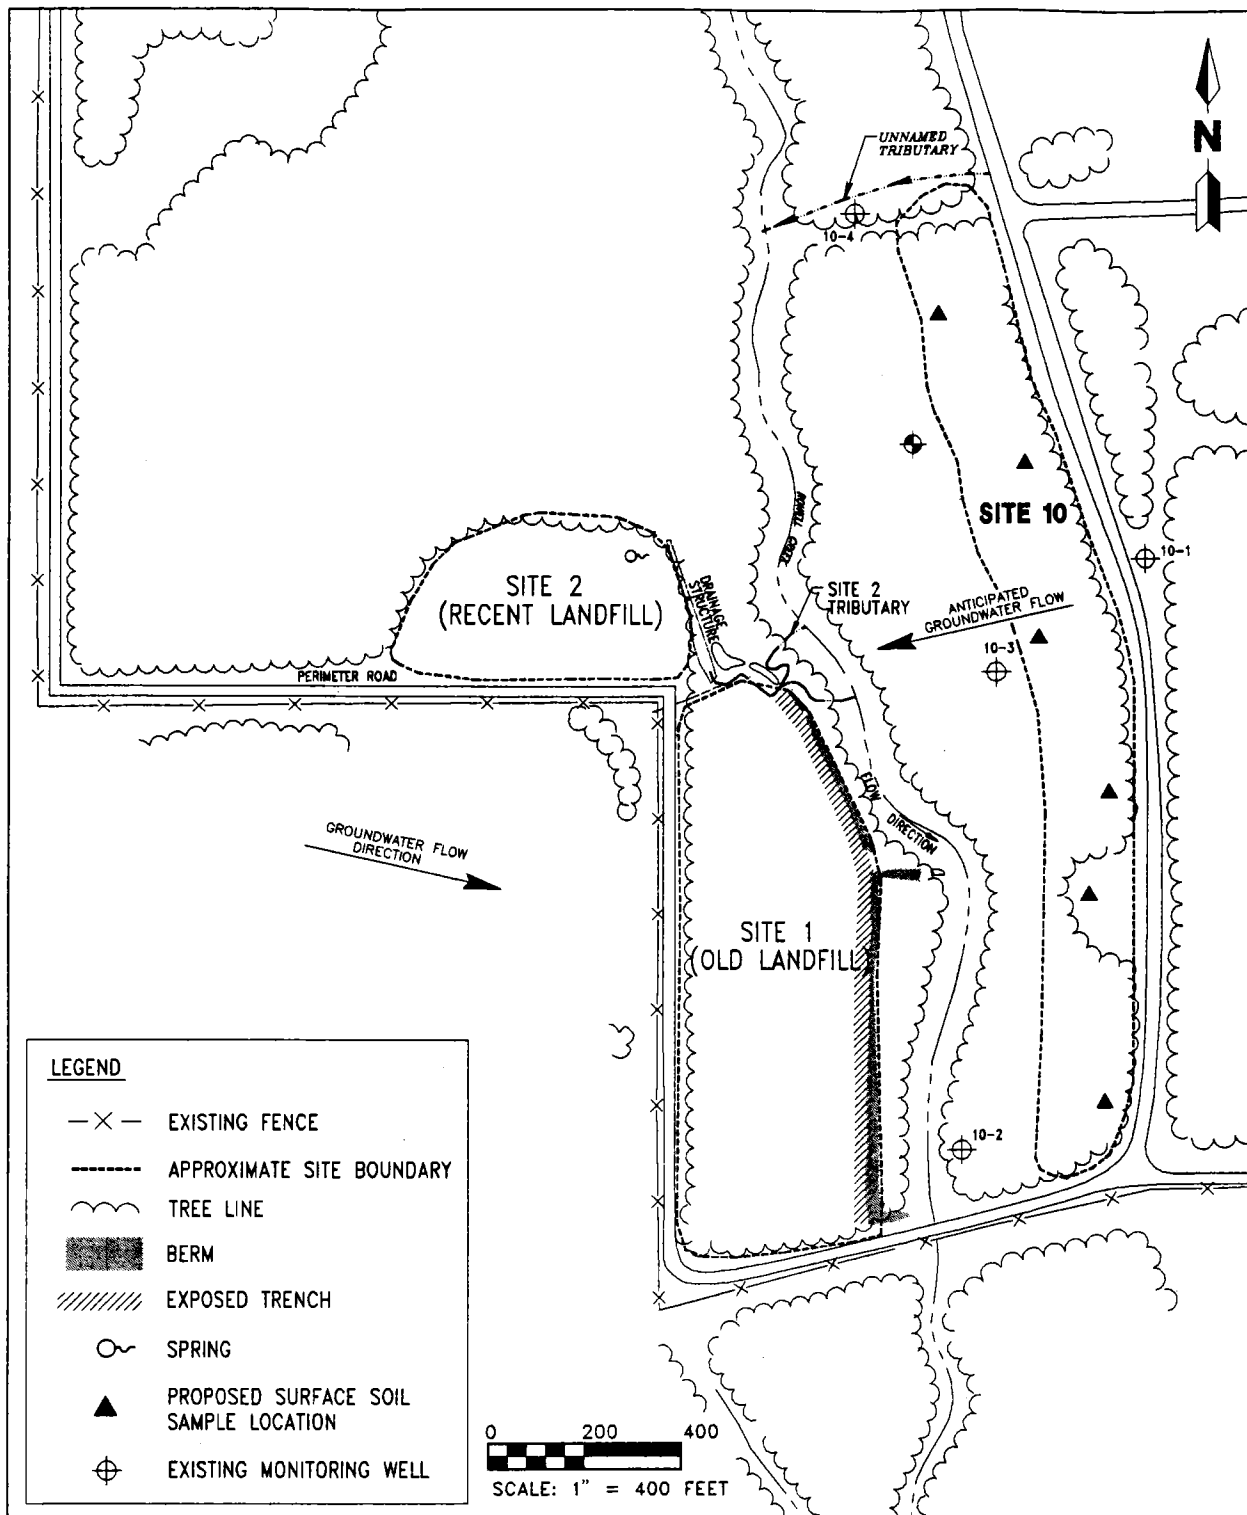 UNNAMED
TRIBUTARY
N
10-4
SITE 10
10-1
ROWELL CREEK
SITE 2
(RECENT LANDFILL)
DRAINAGE
STRUCTURE
SITE 2
TRIBUTARY
ANTICIPATED
GROUNDWATER FLOW
10-3
PERIMETER ROAD
FLOW
DIRECTION
GROUNDWATER FLOW
DIRECTION
SITE 1
(OLD LANDFILL)
10-2
LEGEND
EXISTING FENCE
APPROXIMATE SITE BOUNDARY
TREE LINE
BERM
EXPOSED TRENCH
SPRING
PROPOSED SURFACE SOIL
SAMPLE LOCATION
EXISTING MONITORING WELL
0 200 400
SCALE: 1" = 400 FEET